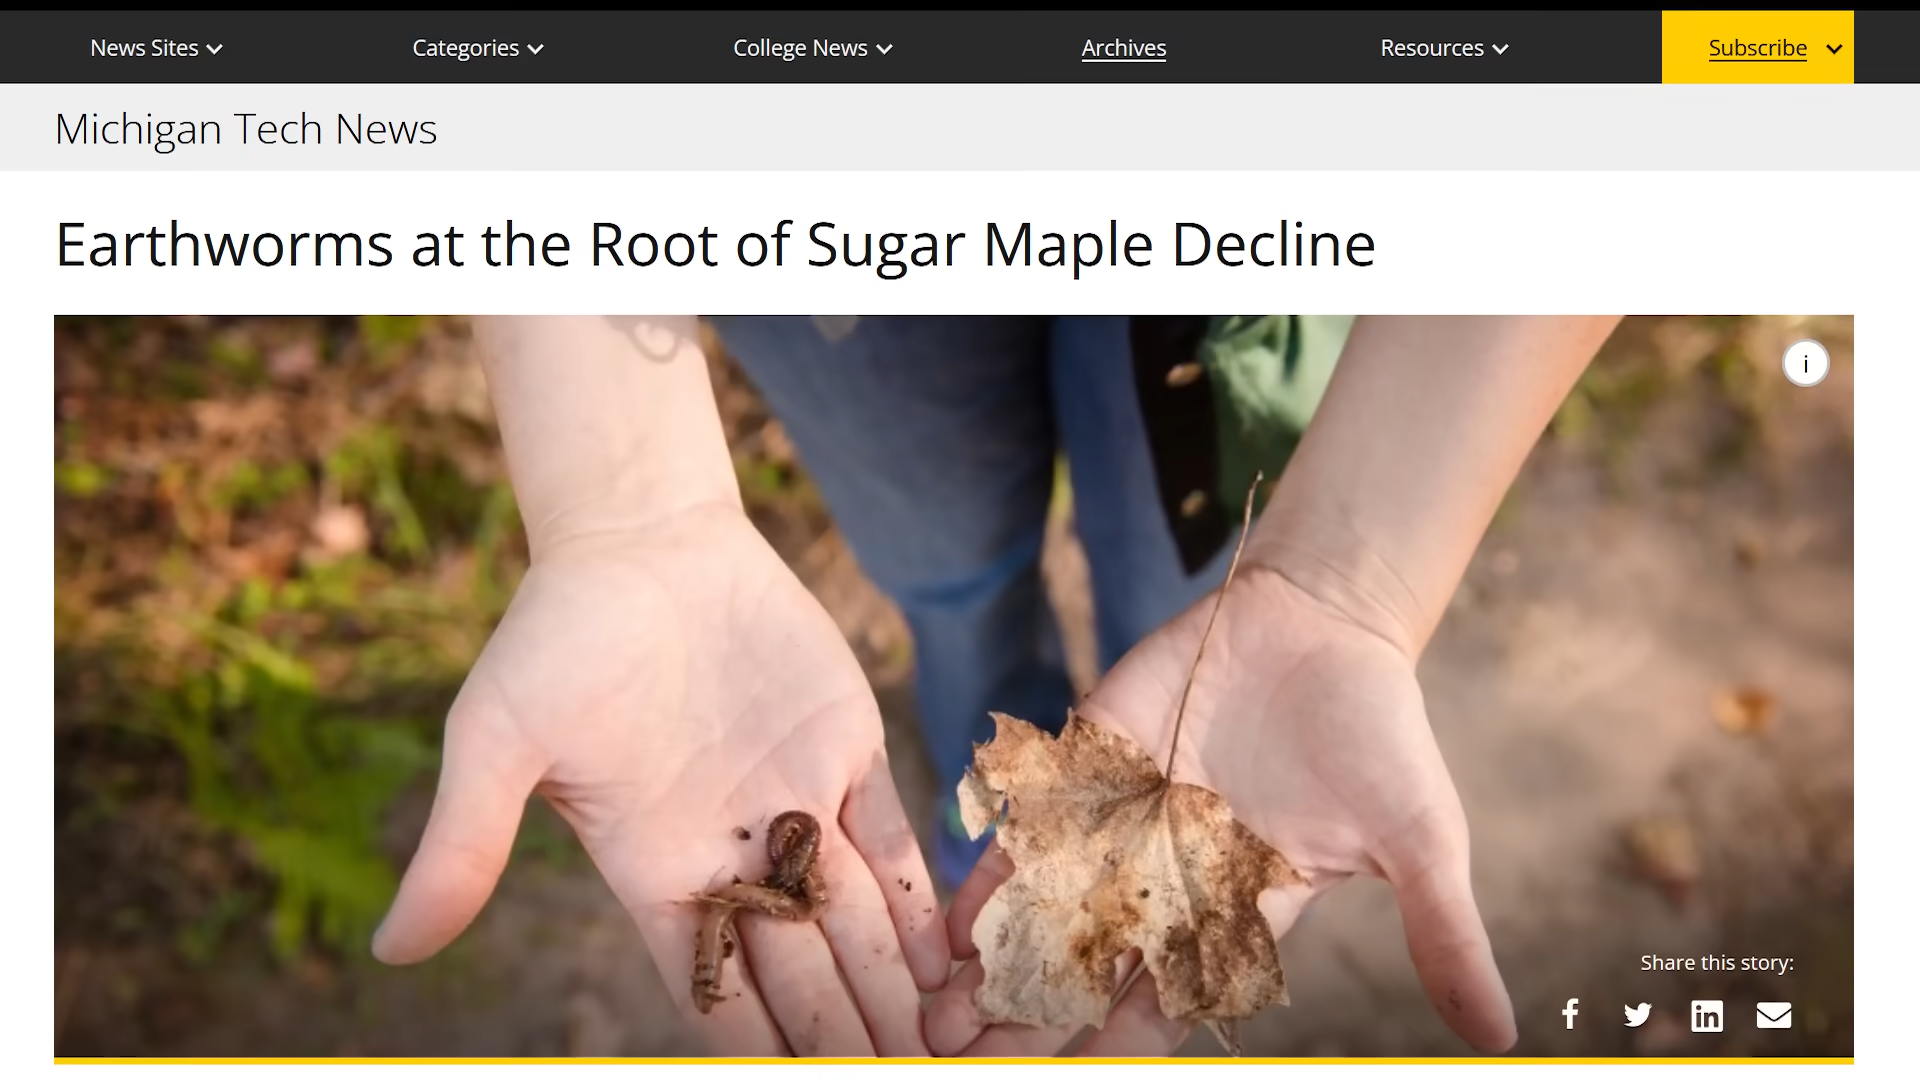 News Sites
Categories
College News
Archives
Resources
Subscribe
Michigan Tech News
Earthworms at the Root of Sugar Maple Decline
i
Share this story: